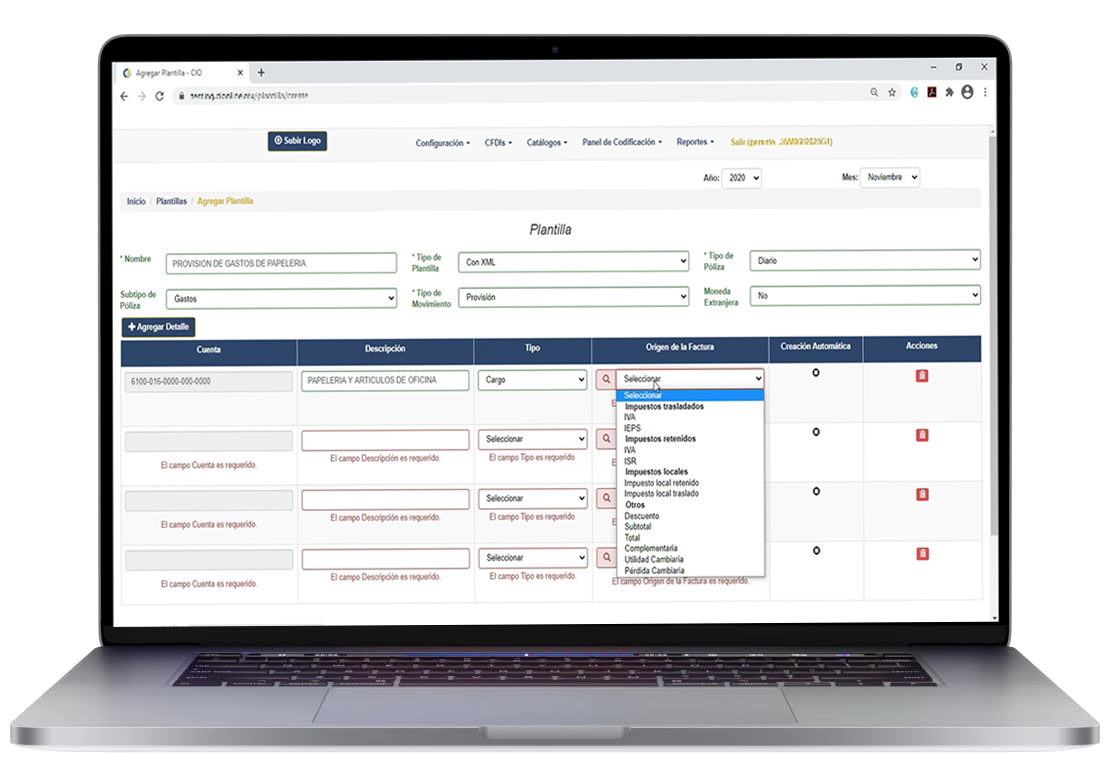 Agregar Plantilla - CIO
Subir Logo
Configuración
CFDIs
Catálogos
Panel de Codificación
Reportes
Salir
Año: 2020
Mes: Noviembre
Inicio / Plantillas / Agregar Plantilla
Plantilla
* Nombre
PROVISION DE GASTOS DE PAPELERIA
* Tipo de
Plantilla
Con XML
* Tipo de
Póliza
Diario
Subtipo de
Póliza
Gastos
* Tipo de
Movimiento
Provisión
Moneda
Extranjera
No
Agregar Detalle
Cuenta
Descripción
Tipo
Origen de la Factura
Creación Automática
Acciones
6100-016-0000-000-0000
PAPELERIA Y ARTICULOS DE OFICINA
Cargo
Seleccionar
Seleccionar
Impuestos trasladados
IVA
IEPS
Impuestos retenidos
IVA
ISR
Impuestos locales
Impuesto local retenido
Impuesto local traslado
Otros
Descuento
Subtotal
Total
Complementaria
Utilidad Cambiaria
Pérdida Cambiaria
Seleccionar
El campo Cuenta es requerido.
El campo Descripción es requerido.
El campo Tipo es requerido.
Seleccionar
El campo Cuenta es requerido.
El campo Descripción es requerido.
El campo Tipo es requerido.
Seleccionar
El campo Cuenta es requerido.
El campo Descripción es requerido.
El campo Tipo es requerido.
El campo Origen de la Factura es requerido.